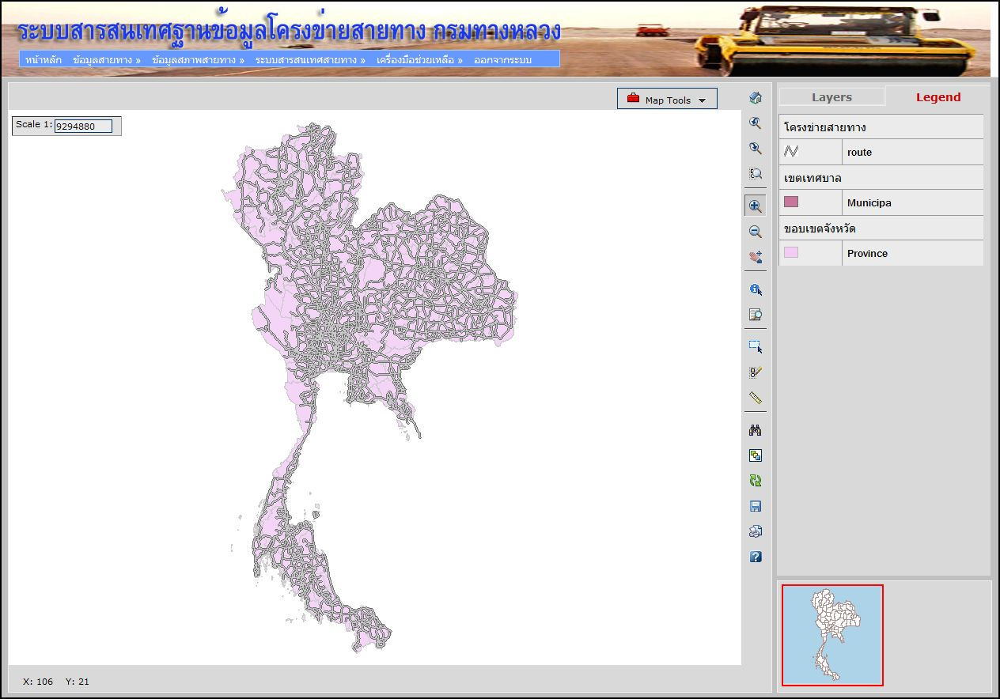 ระบบสารสนเทศฐานข้อมูลโครงข่ายสายทาง กรมทางหลวง
หน้าหลัก ข้อมูลสายทาง » ข้อมูลสภาพสายทาง » ระบบสารสนเทศสายทาง » เครื่องมือช่วยเหลือ » ออกจากระบบ
Map Tools
Scale 1: 9294880
Layers Legend
โครงข่ายสายทาง
route
เขตเทศบาล
Municipa
ขอบเขตจังหวัด
Province
X: 106 Y: 21